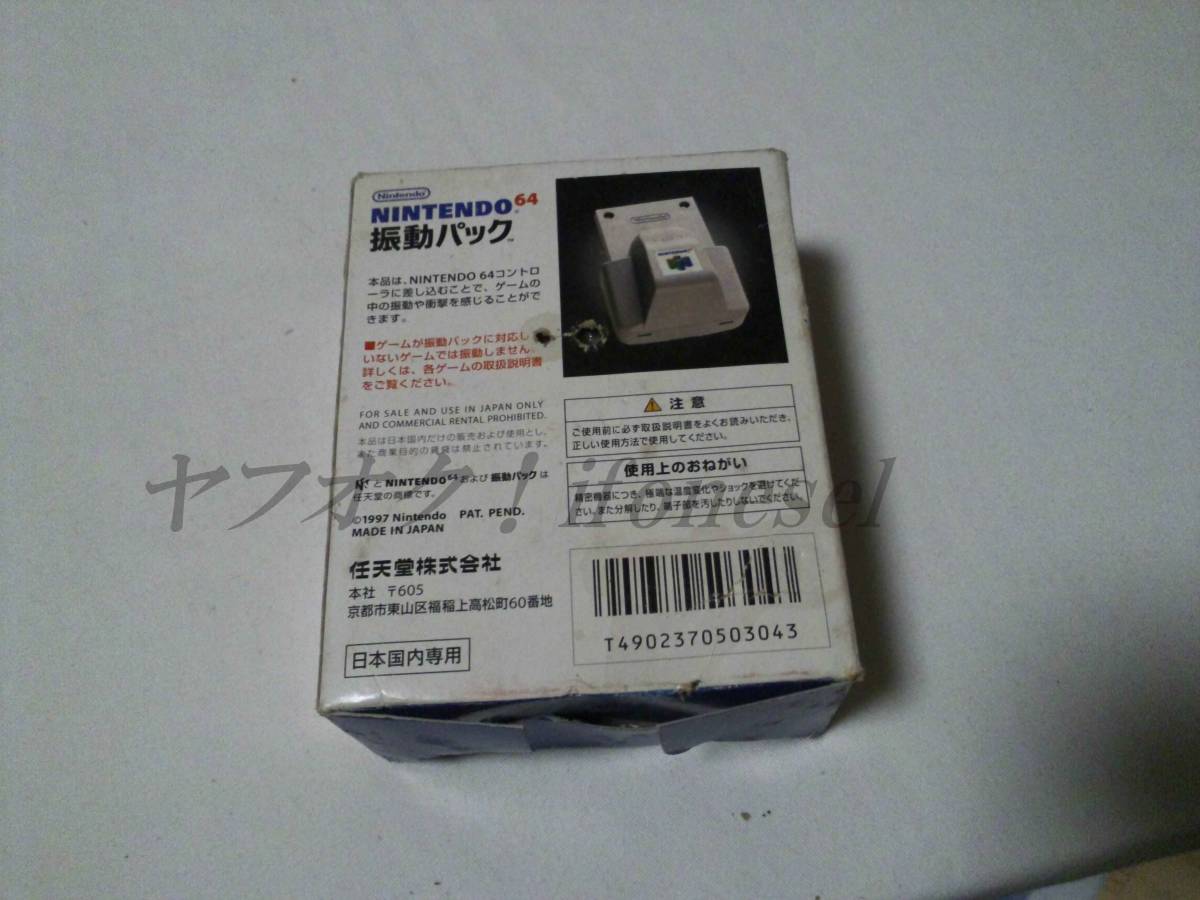 Nintendo
NINTENDO64
振動パック™
本品は、NINTENDO 64コントロ
ーラに差し込むことで、ゲームの
中の振動や衝撃を感じることがで
きます。
■ゲームが振動パックに対応し
いないゲームでは振動しません。
詳しくは、各ゲームの取扱説明書
をご覧ください。
FOR SALE AND USE IN JAPAN ONLY
AND COMMERCIAL RENTAL PROHIBITED.
本品は日本国内だけの販売および使用とし、
また商業目的の賃貸は禁止されています。
と NINTENDO64および 振動パック は
任天堂の商標です。
©1997 Nintendo PAT. PEND.
MADE IN JAPAN
任天堂株式会社
本社 〒605
京都市東山区福稲上高松町60番地
日本国内専用
Nintendo
NINTENDO64
⚠ 注意
ご使用前に必ず取扱説明書をよくお読みいただき、
正しい使用方法で使用してください。
使用上のおねがい
精密機器につき、極端な温度変化やショックを避けてくだ
さい。また分解したり、端子部を汚したりしないでください。
T4902370503043
ヤフオク！ifoncsel